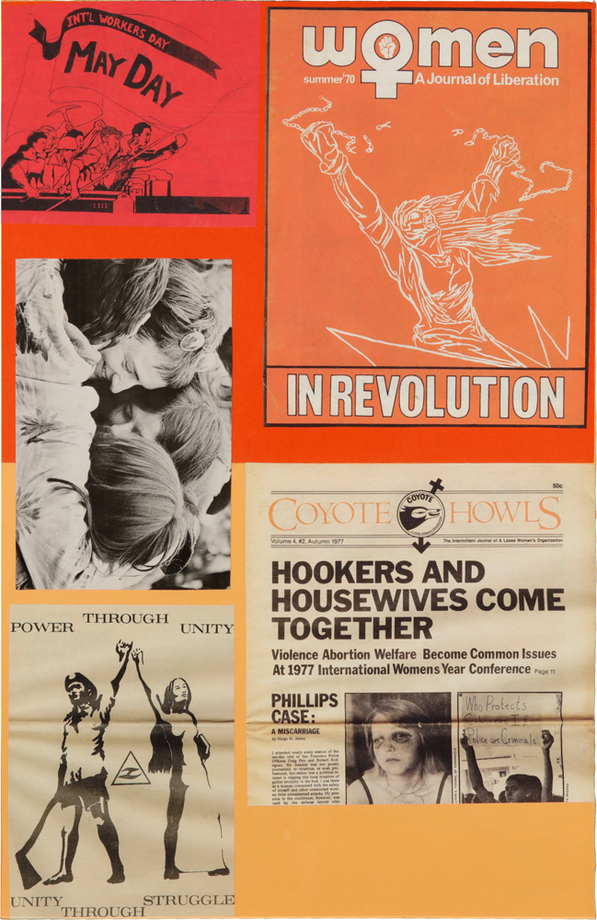 INT'L WORKERS DAY
MAY DAY
women
summer '70 A Journal of Liberation
IN REVOLUTION
POWER THROUGH UNITY
UNITY THROUGH STRUGGLE
50c
COYOTE COYOTE HOWLS
Volume 4, #2, Autumn 1977 The Intermittent Journal of A Loose Woman's Organization
HOOKERS AND
HOUSEWIVES COME
TOGETHER
Violence Abortion Welfare Become Common Issues
At 1977 International Womens Year Conference Page 11
PHILLIPS
CASE:
A MISCARRIAGE
Who Protects
Police are Criminals